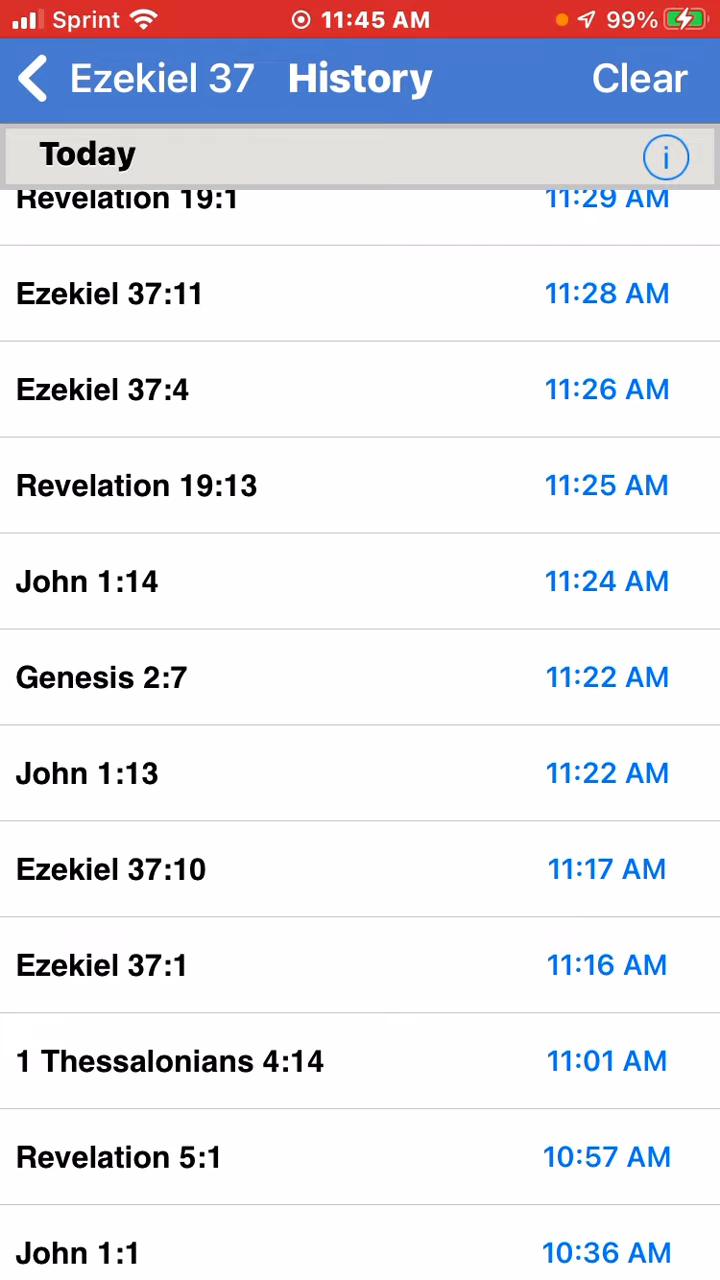 Sprint 11:45 AM 99%
Ezekiel 37 History Clear
Today
Revelation 19:1 11:29 AM
Ezekiel 37:11 11:28 AM
Ezekiel 37:4 11:26 AM
Revelation 19:13 11:25 AM
John 1:14 11:24 AM
Genesis 2:7 11:22 AM
John 1:13 11:22 AM
Ezekiel 37:10 11:17 AM
Ezekiel 37:1 11:16 AM
1 Thessalonians 4:14 11:01 AM
Revelation 5:1 10:57 AM
John 1:1 10:36 AM